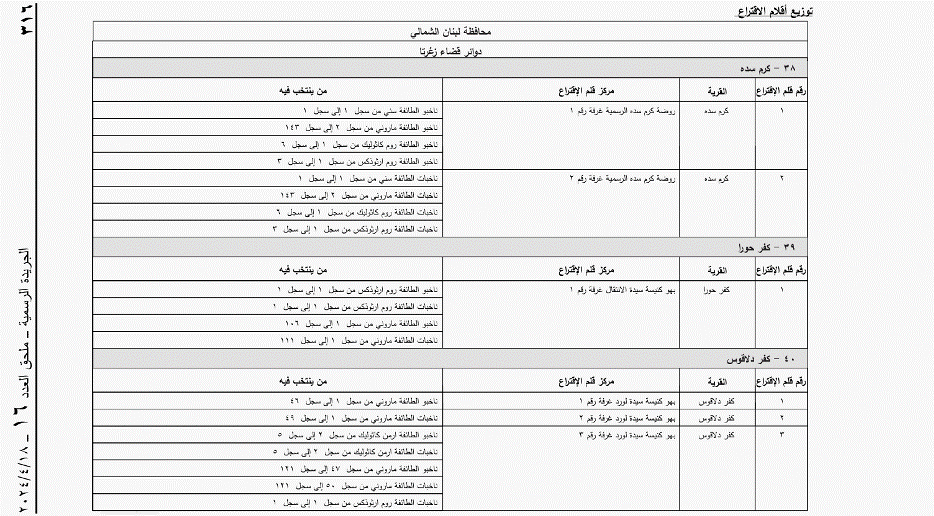 توزيع أقلام الاقتراع
٣١٦
محافظة لبنان الشمالي
دوائر قضاء زغرتا
٣٨ - كرم سده
رقم قلم الإقتراع القرية مركز قلم الإقتراع من ينتخب فيه
١ كرم سده روضة كرم سده الرسمية غرفة رقم ١ ناخبو الطائفة سني من سجل ١ إلى سجل ١
ناخبو الطائفة ماروني من سجل ٢ إلى سجل ١٤٣
ناخبو الطائفة روم كاثوليك من سجل ١ إلى سجل ٦
ناخبو الطائفة روم ارثوذكس من سجل ١ إلى سجل ٣
٢ كرم سده روضة كرم سده الرسمية غرفة رقم ٢ ناخبات الطائفة سني من سجل ١ إلى سجل ١
ناخبات الطائفة ماروني من سجل ٢ إلى سجل ١٤٣
ناخبات الطائفة روم كاثوليك من سجل ١ إلى سجل ٦
ناخبات الطائفة روم ارثوذكس من سجل ١ إلى سجل ٣
٣٩ - كفر حورا
رقم قلم الإقتراع القرية مركز قلم الإقتراع من ينتخب فيه
١ كفر حورا بهو كنيسة سيدة الانتقال غرفة رقم ١ ناخبو الطائفة روم ارثوذكس من سجل ١ إلى سجل ١
ناخبات الطائفة روم ارثوذكس من سجل ١ إلى سجل ١
ناخبو الطائفة ماروني من سجل ١ إلى سجل ١٠٦
ناخبات الطائفة ماروني من سجل ١ إلى سجل ١١١
٤٠ - كفر دلاقوس
رقم قلم الإقتراع القرية مركز قلم الإقتراع من ينتخب فيه
١ كفر دلاقوس بهو كنيسة سيدة لورد غرفة رقم ١ ناخبو الطائفة ماروني من سجل ١ إلى سجل ٤٦
٢ كفر دلاقوس بهو كنيسة سيدة لورد غرفة رقم ٢ ناخبات الطائفة ماروني من سجل ١ إلى سجل ٤٩
٣ كفر دلاقوس بهو كنيسة سيدة لورد غرفة رقم ٣ ناخبو الطائفة ارمن كاثوليك من سجل ٢ إلى سجل ٥
ناخبات الطائفة ارمن كاثوليك من سجل ٢ إلى سجل ٥
ناخبو الطائفة ماروني من سجل ٤٧ إلى سجل ١٢١
ناخبات الطائفة ماروني من سجل ٥٠ إلى سجل ١٢١
ناخبات الطائفة روم ارثوذكس من سجل ١ إلى سجل ١
الجريدة الرسمية - ملحق العدد ١٦ - ٢٠٢٤/٤/١٨